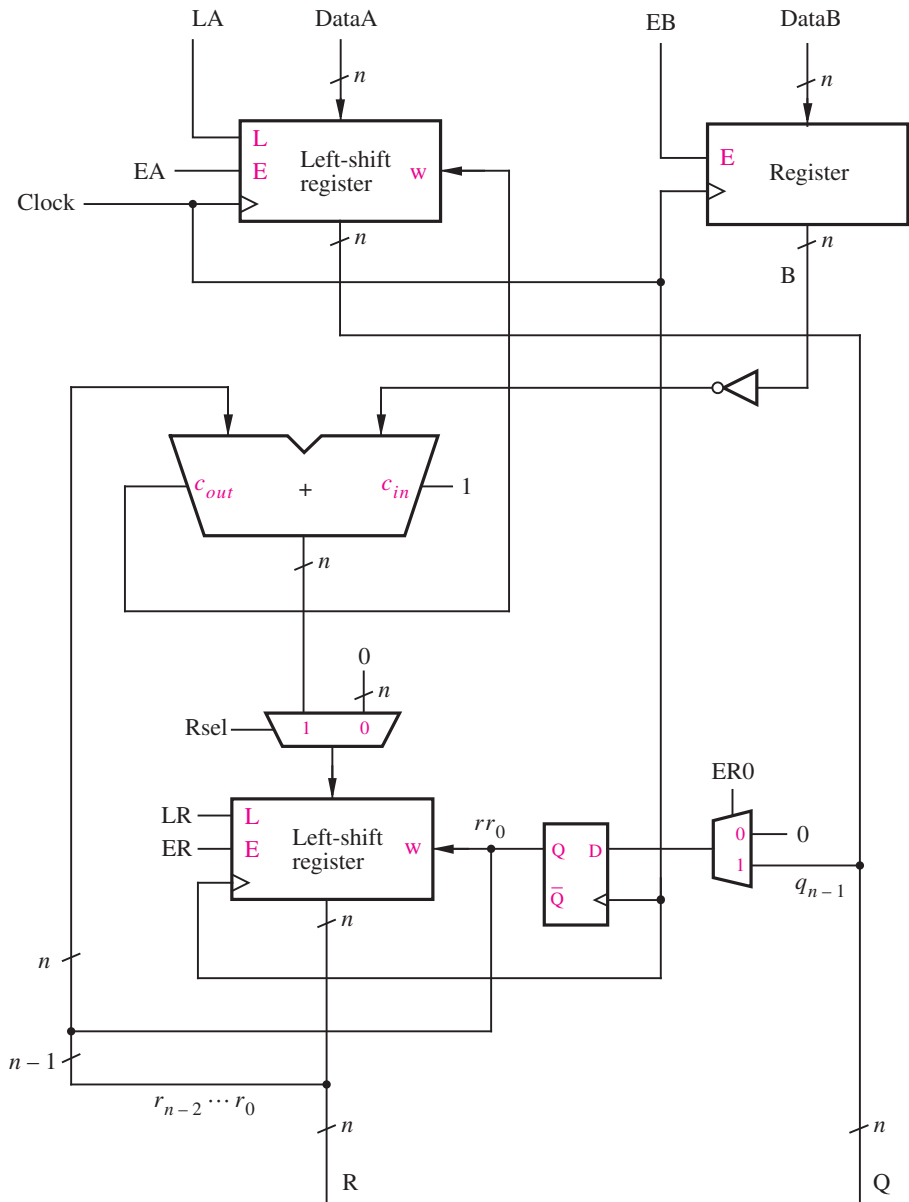 LA DataA EB DataB
n n
L Left-shift register w
E
EA
Clock
E Register
n n
B
c_out + c_in 1
n
0
n
Rsel 1 0
ER0
LR L Left-shift register w
ER E
rr_0
Q D
Q̅
0 0
1
q_{n-1}
n
n
n – 1
r_{n-2} ··· r_0
n n
R Q